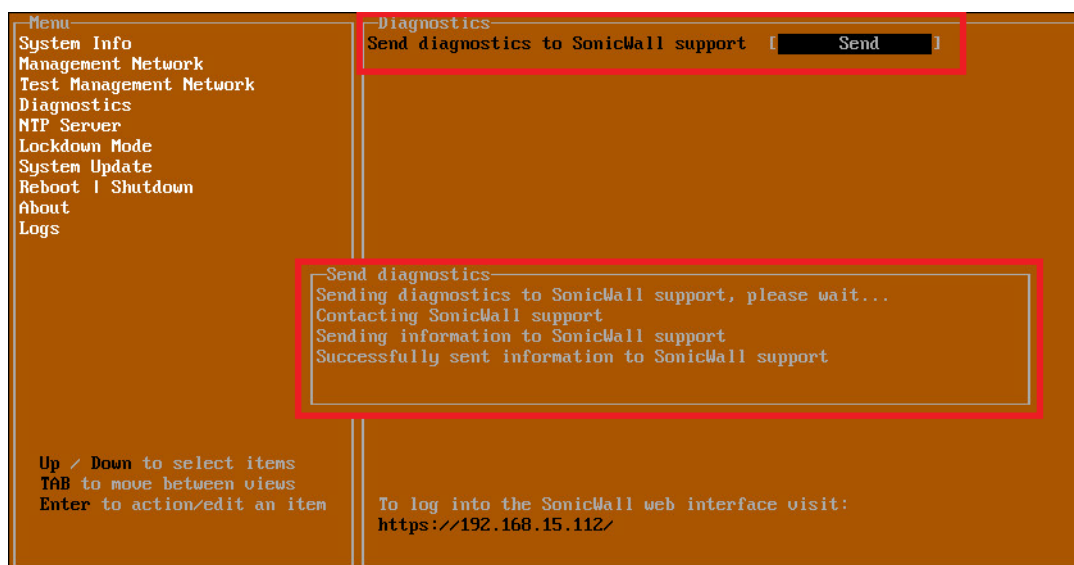 Menu
System Info
Management Network
Test Management Network
Diagnostics
NTP Server
Lockdown Mode
System Update
Reboot | Shutdown
About
Logs
Diagnostics
Send diagnostics to SonicWall support [ Send ]
Send diagnostics
Sending diagnostics to SonicWall support, please wait...
Contacting SonicWall support
Sending information to SonicWall support
Successfully sent information to SonicWall support
Up / Down to select items
TAB to move between views
Enter to action/edit an item
To log into the SonicWall web interface visit:
https://192.168.15.112/